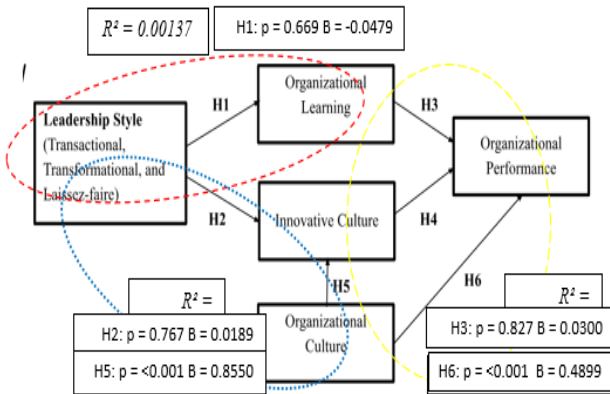 R² = 0.00137
H1: p = 0.669 B = -0.0479
Organizational
Learning
H1
H3
Leadership Style
(Transactional,
Transformational, and
Laissez-faire)
Organizational
Performance
Innovative Culture
H2
H4
H5
H6
R² =
R² =
Organizational
Culture
H2: p = 0.767 B = 0.0189
H3: p = 0.827 B = 0.0300
H5: p = <0.001 B = 0.8550
H6: p = <0.001 B = 0.4899